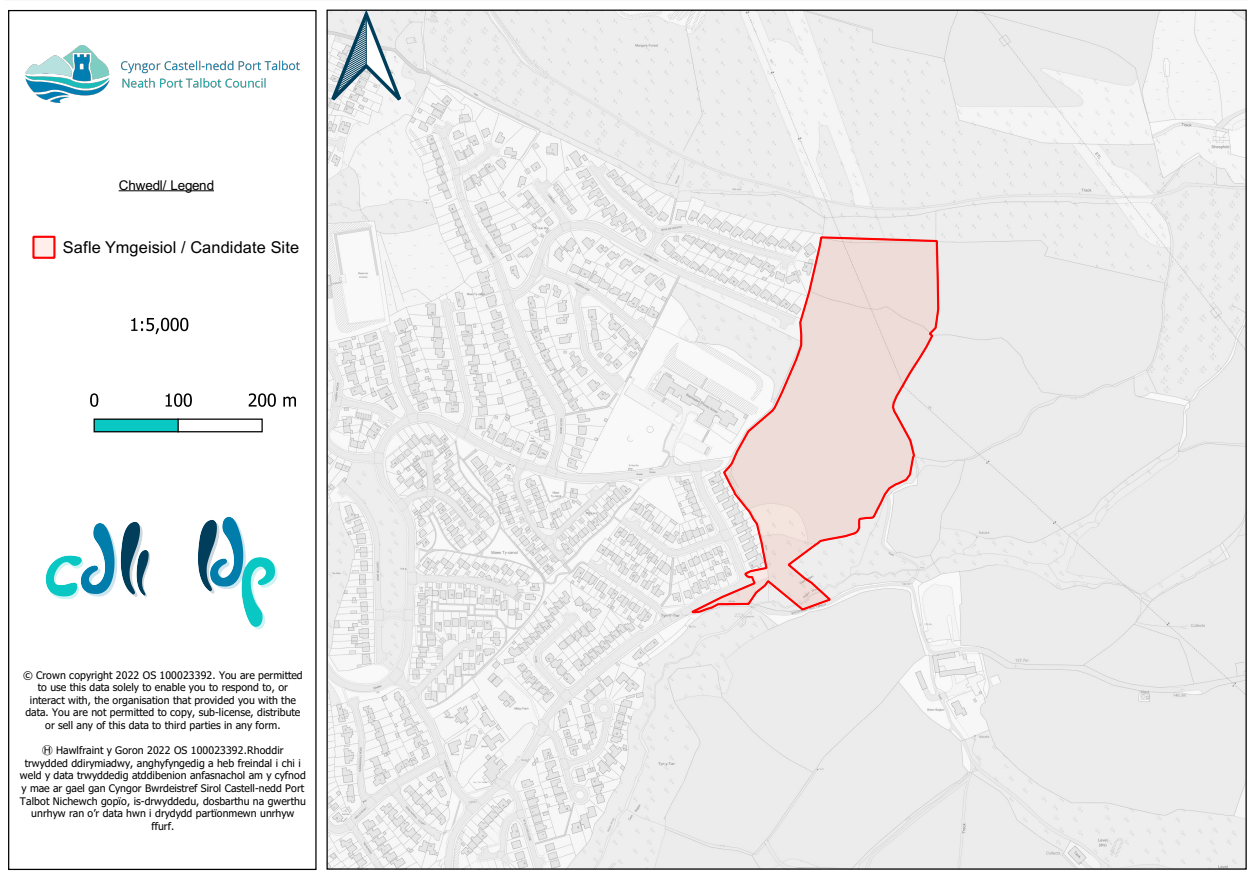 Cyngor Castell-nedd Port Talbot
Neath Port Talbot Council
Chwedl/ Legend
Safle Ymgeisiol / Candidate Site
1:5,000
0 100 200 m
cdll ldp
© Crown copyright 2022 OS 100023392. You are permitted
to use this data solely to enable you to respond to, or
interact with, the organisation that provided you with the
data. You are not permitted to copy, sub-license, distribute
or sell any of this data to third parties in any form.
Ⓗ Hawlfraint y Goron 2022 OS 100023392.Rhoddir
trwydded ddirymiadwy, anghyfyngedig a heb freindal i chi i
weld y data trwyddedig atddibenion anfasnachol am y cyfnod
y mae ar gael gan Cyngor Bwrdeistref Sirol Castell-nedd Port
Talbot Nichewch gopïo, is-drwyddedu, dosbarthu na gwerthu
unrhyw ran o'r data hwn i drydydd partïonmewn unrhyw
ffurf.
Track
Track